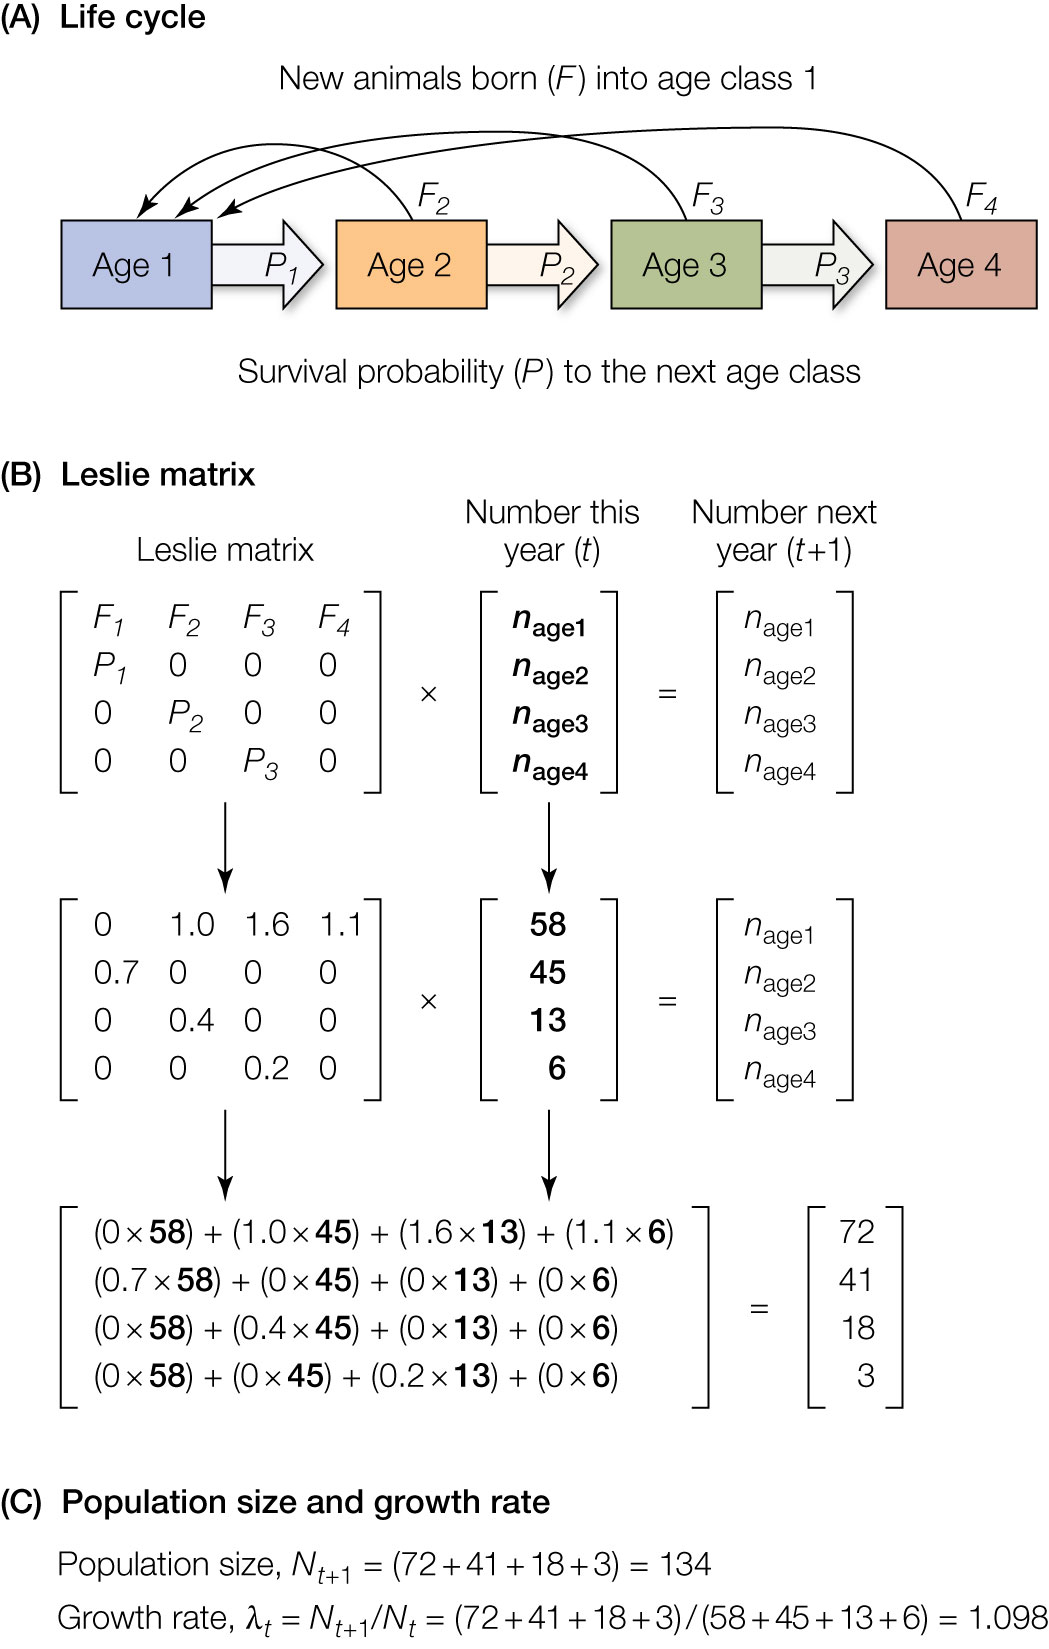 (A) Life cycle
New animals born (F) into age class 1
F2 F3 F4
Age 1 P1 Age 2 P2 Age 3 P3 Age 4
Survival probability (P) to the next age class
(B) Leslie matrix
Leslie matrix
Number this
year (t)
Number next
year (t+1)
F1 F2 F3 F4
P1 0 0 0
0 P2 0 0
0 0 P3 0
×
nage1
nage2
nage3
nage4
=
nage1
nage2
nage3
nage4
0 1.0 1.6 1.1
0.7 0 0 0
0 0.4 0 0
0 0 0.2 0
×
58
45
13
6
=
nage1
nage2
nage3
nage4
(0×58) + (1.0×45) + (1.6×13) + (1.1×6)
(0.7×58) + (0×45) + (0×13) + (0×6)
(0×58) + (0.4×45) + (0×13) + (0×6)
(0×58) + (0×45) + (0.2×13) + (0×6)
=
72
41
18
3
(C) Population size and growth rate
Population size, Nt+1 = (72+41+18+3) = 134
Growth rate, λt = Nt+1/Nt = (72+41+18+3)/(58+45+13+6) = 1.098